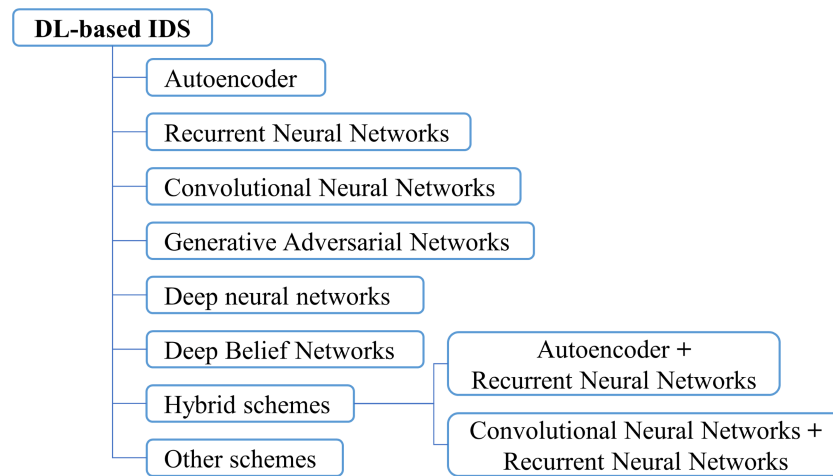 DL-based IDS
Autoencoder
Recurrent Neural Networks
Convolutional Neural Networks
Generative Adversarial Networks
Deep neural networks
Deep Belief Networks
Hybrid schemes
Other schemes
Autoencoder +
Recurrent Neural Networks
Convolutional Neural Networks +
Recurrent Neural Networks